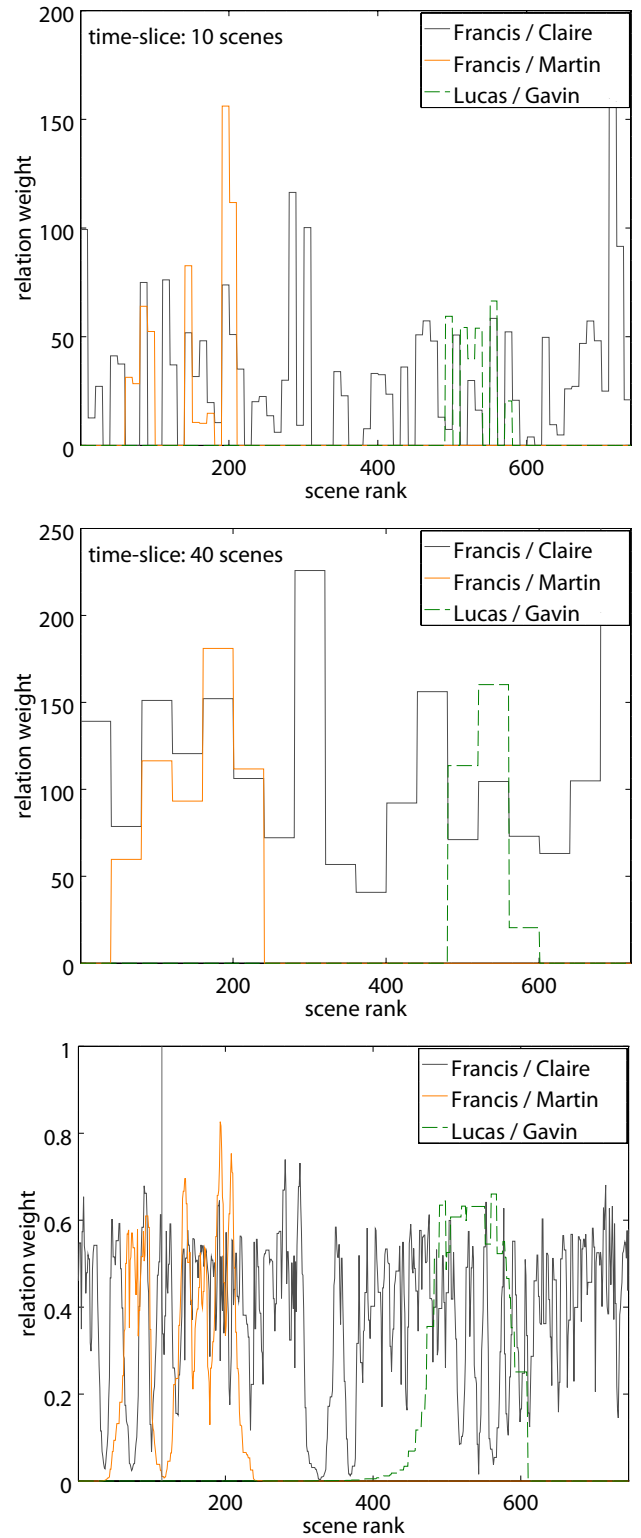 200
time-slice: 10 scenes
Francis / Claire
Francis / Martin
Lucas / Gavin
150
100
50
0
relation weight
200
400
600
scene rank
250
time-slice: 40 scenes
Francis / Claire
Francis / Martin
Lucas / Gavin
200
150
100
50
0
relation weight
200
400
600
scene rank
1
Francis / Claire
Francis / Martin
Lucas / Gavin
0.8
0.6
0.4
0.2
0
relation weight
200
400
600
scene rank